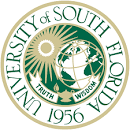 UNIVERSITY of SOUTH FLORIDA
TRUTH WISDOM
1956